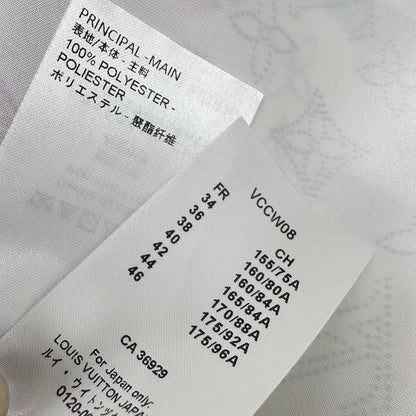 PRINCIPAL-MAIN
表地/本体 - 主料
100% POLYESTER -
POLIESTER
ポリエステル - 聚酯纤维
VCCW08
FR CH
34 155/75A
36 160/80A
38 160/84A
40 165/84A
42 170/88A
44 175/92A
46 175/96A
CA 36929
For Japan only:
LOUIS VUITTON JAPAN
ルイ・ヴィトン
0120-0